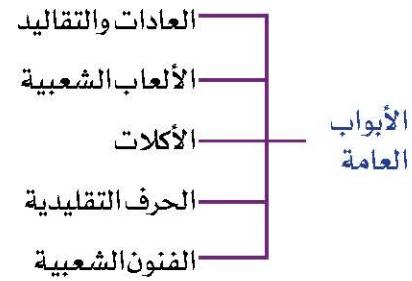 الأبواب
العامة
العادات والتقاليد
الألعاب الشعبية
الأكلات
الحرف التقليدية
الفنون الشعبية